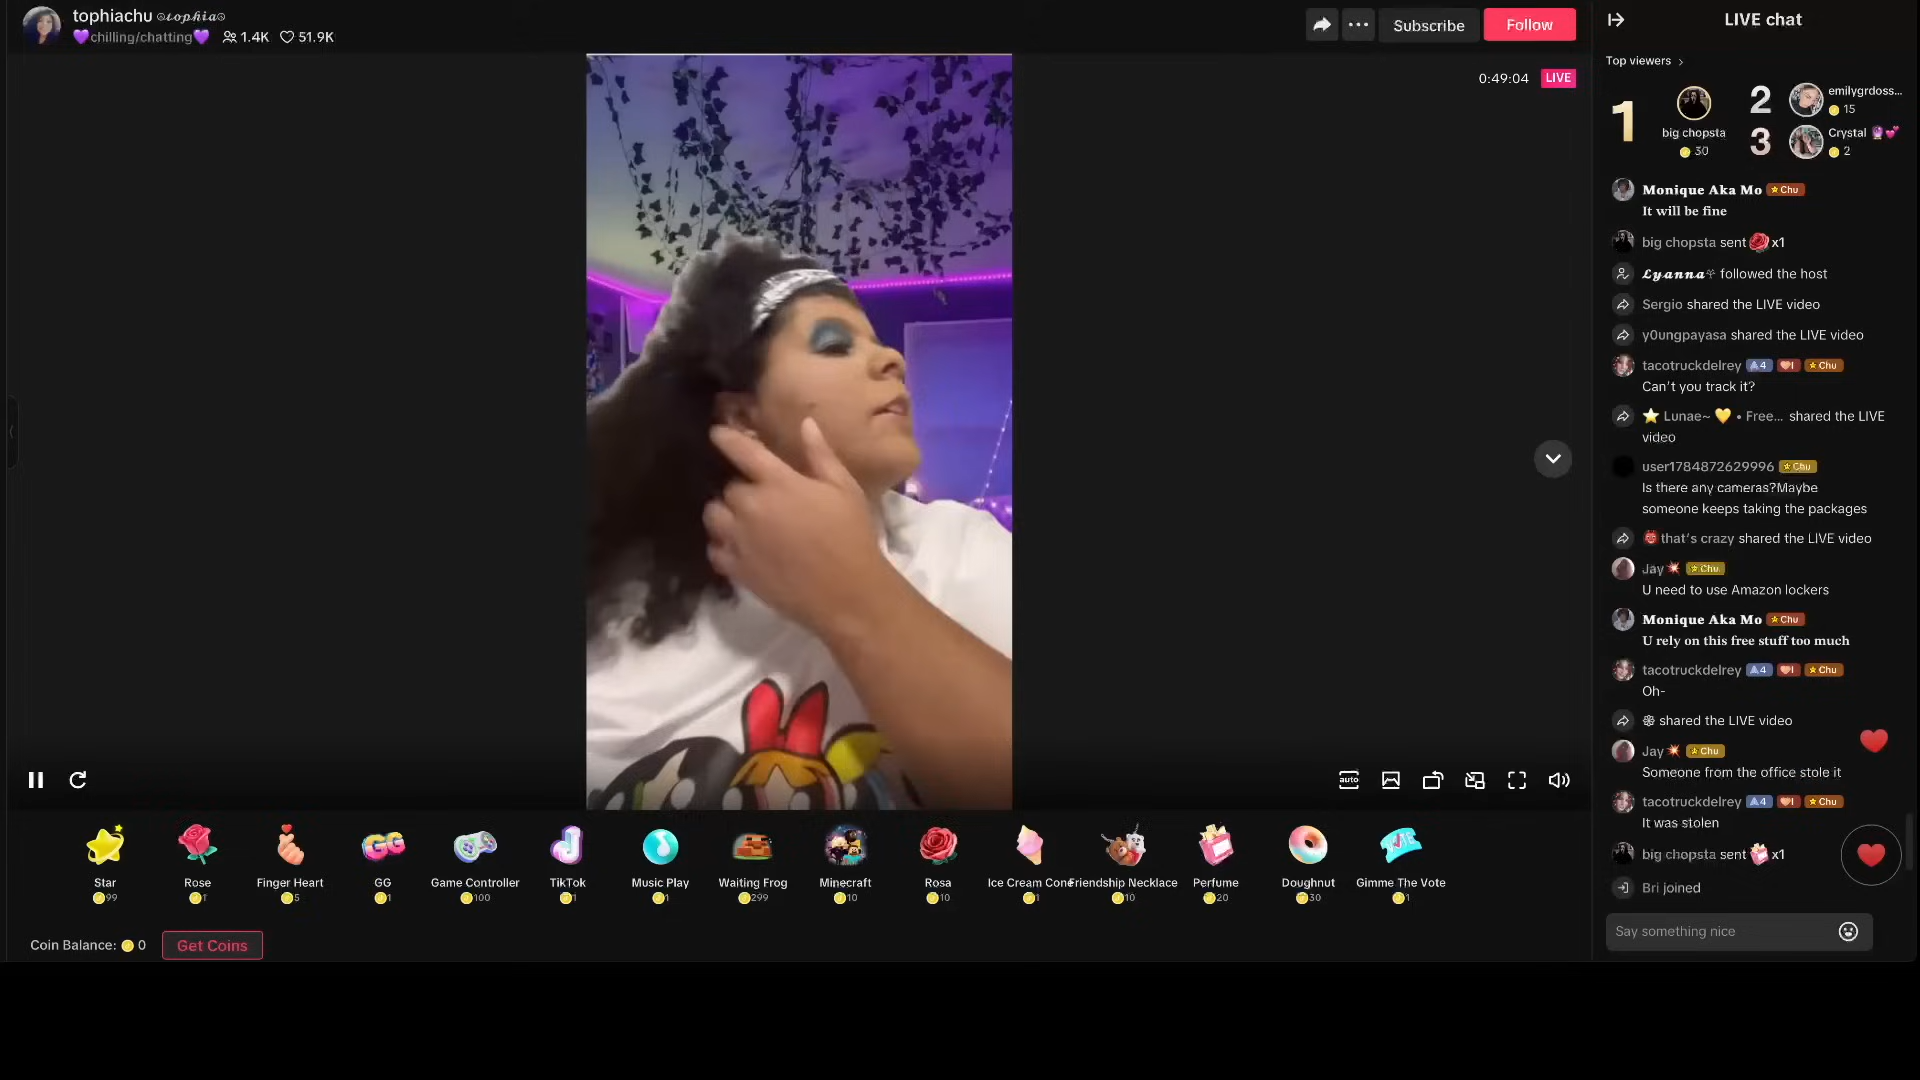 tophiachu ☮𝓽𝓸𝓹𝓱𝓲𝓪☮
💜chilling/chatting💜 1.4K 51.9K
Subscribe
Follow
0:49:04 LIVE
LIVE chat
Top viewers
1
big chopsta
30
2
emilygrdoss...
15
3
Crystal 🔮💕
2
𝐌𝐨𝐧𝐢𝐪𝐮𝐞 𝐀𝐤𝐚 𝐌𝐨 Chu
𝐈𝐭 𝐰𝐢𝐥𝐥 𝐛𝐞 𝐟𝐢𝐧𝐞
big chopsta sent x1
𝓛𝔂𝓪𝓷𝓷𝓪 followed the host
Sergio shared the LIVE video
y0ungpayasa shared the LIVE video
tacotruckdelrey 4 I Chu
Can't you track it?
⭐ Lunae~ 💛 • Free... shared the LIVE
video
user1784872629996 Chu
Is there any cameras?Maybe
someone keeps taking the packages
👹that's crazy shared the LIVE video
Jay💥 Chu
U need to use Amazon lockers
𝐌𝐨𝐧𝐢𝐪𝐮𝐞 𝐀𝐤𝐚 𝐌𝐨 Chu
𝐔 𝐫𝐞𝐥𝐲 𝐨𝐧 𝐭𝐡𝐢𝐬 𝐟𝐫𝐞𝐞 𝐬𝐭𝐮𝐟𝐟 𝐭𝐨𝐨 𝐦𝐮𝐜𝐡
tacotruckdelrey 4 I Chu
Oh-
❁ shared the LIVE video
Jay💥 Chu
Someone from the office stole it
tacotruckdelrey 4 I Chu
It was stolen
big chopsta sent x1
Bri joined
Say something nice
auto
GG
VOTE
Star
Rose
Finger Heart
GG
Game Controller
TikTok
Music Play
Waiting Frog
Minecraft
Rosa
Ice Cream Cone
Friendship Necklace
Perfume
Doughnut
Gimme The Vote
99
1
5
1
100
1
1
299
10
10
1
10
20
30
1
Coin Balance: 0
Get Coins